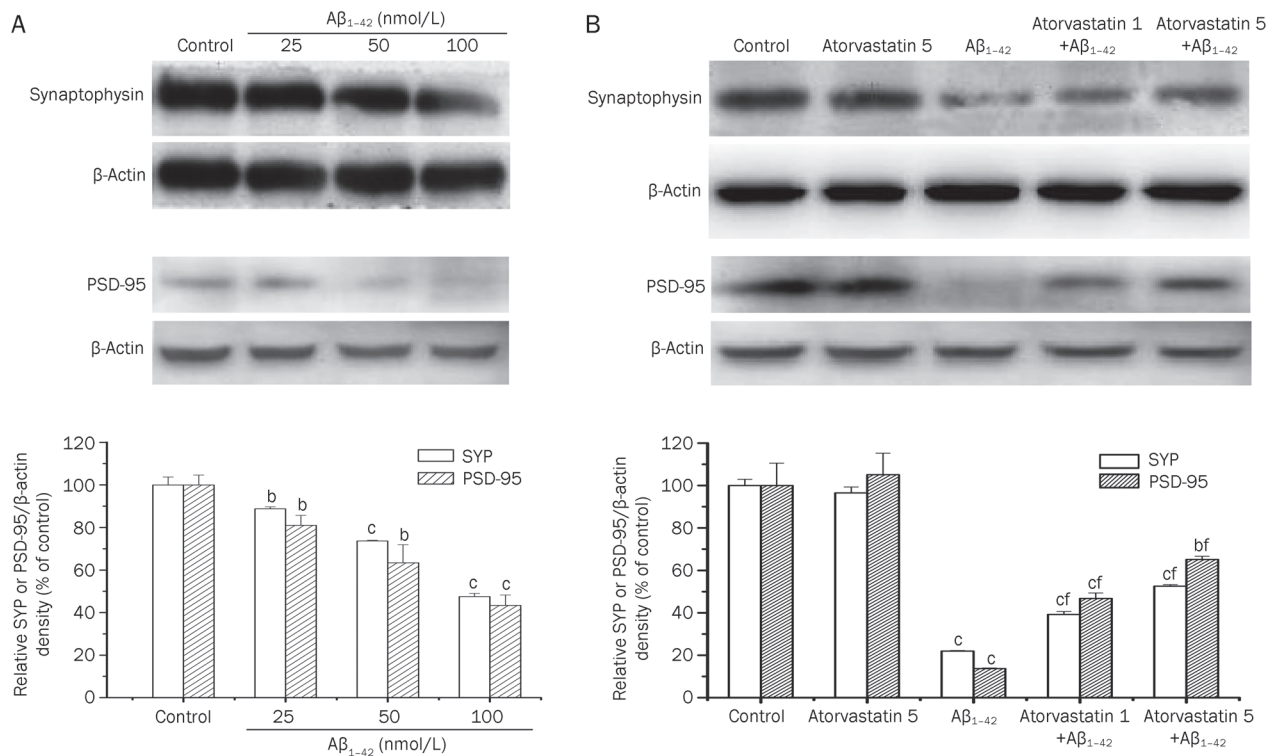 A
Aβ₁₋₄₂ (nmol/L)
Control 25 50 100
Synaptophysin
β-Actin
PSD-95
β-Actin
Relative SYP or PSD-95/β-actin
density (% of control)
120
100
80
60
40
20
0
SYP
PSD-95
b b
c b
c c
Control 25 50 100
Aβ₁₋₄₂ (nmol/L)
B
Control Atorvastatin 5 Aβ₁₋₄₂ Atorvastatin 1 +Aβ₁₋₄₂ Atorvastatin 5 +Aβ₁₋₄₂
Synaptophysin
β-Actin
PSD-95
β-Actin
Relative SYP or PSD-95/β-actin
density (% of control)
120
100
80
60
40
20
0
SYP
PSD-95
c c
cf cf
cf bf
Control Atorvastatin 5 Aβ₁₋₄₂ Atorvastatin 1 Atorvastatin 5
+Aβ₁₋₄₂ +Aβ₁₋₄₂